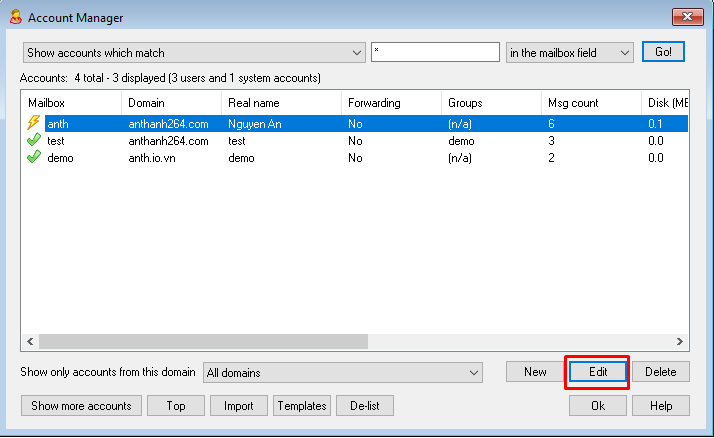 Account Manager
Show accounts which match * in the mailbox field Go!
Accounts: 4 total - 3 displayed (3 users and 1 system accounts)
Mailbox Domain Real name Forwarding Groups Msg count Disk (ME
anth anthanh264.com Nguyen An No (n/a) 6 0.1
test anthanh264.com test No demo 3 0.0
demo anth.io.vn demo No (n/a) 2 0.0
Show only accounts from this domain All domains New Edit Delete
Show more accounts Top Import Templates De-list Ok Help